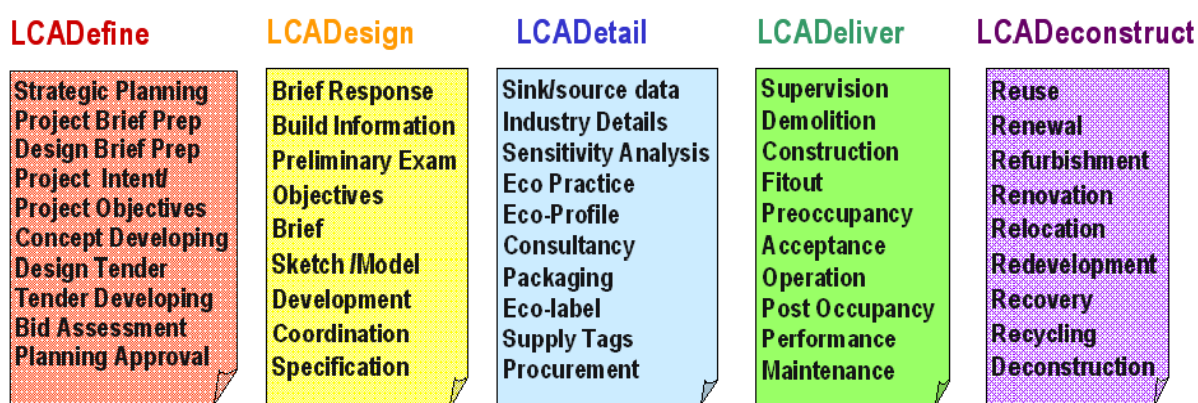 LCADefine
Strategic Planning
Project Brief Prep
Design Brief Prep
Project Intent/
Project Objectives
Concept Developing
Design Tender
Tender Developing
Bid Assessment
Planning Approval
LCADesign
Brief Response
Build Information
Preliminary Exam
Objectives
Brief
Sketch /Model
Development
Coordination
Specification
LCADetail
Sink/source data
Industry Details
Sensitivity Analysis
Eco Practice
Eco-Profile
Consultancy
Packaging
Eco-label
Supply Tags
Procurement
LCADeliver
Supervision
Demolition
Construction
Fitout
Preoccupancy
Acceptance
Operation
Post Occupancy
Performance
Maintenance
LCADeconstruct
Reuse
Renewal
Refurbishment
Renovation
Relocation
Redevelopment
Recovery
Recycling
Deconstruction